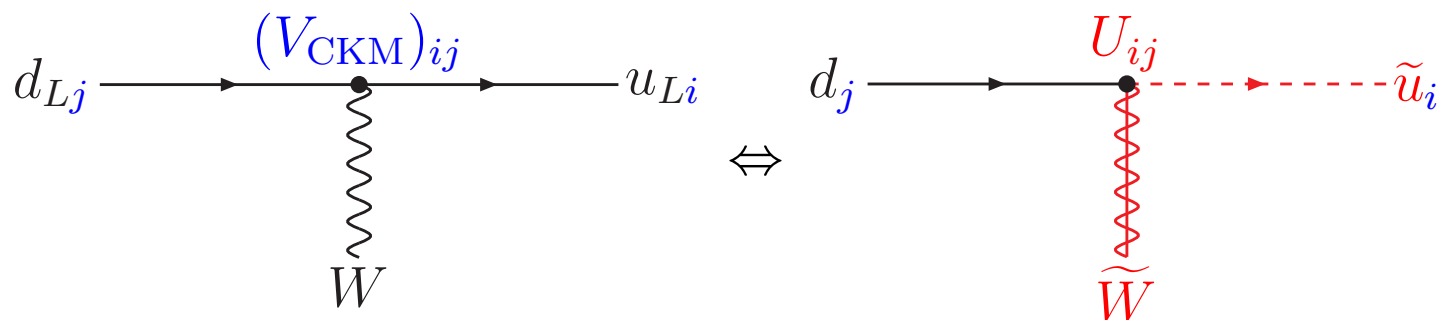 (V_CKM)_ij U_ij
d_Lj u_Li ⇔ d_j ũ_i
W W̃